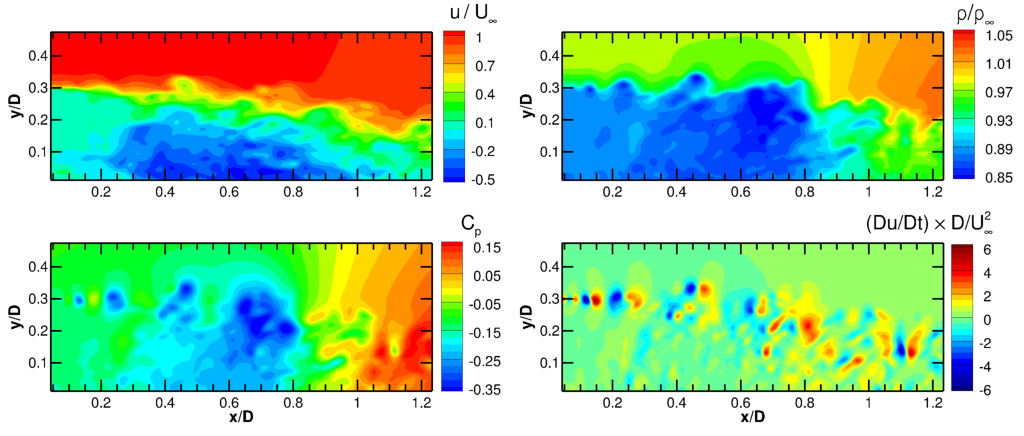 u / U∞
y/D
0.4
0.3
0.2
0.1
0.2 0.4 0.6 0.8 1 1.2
1
0.7
0.4
0.1
-0.2
-0.5
ρ/ρ∞
y/D
0.4
0.3
0.2
0.1
0.2 0.4 0.6 0.8 1 1.2
1.05
1.01
0.97
0.93
0.89
0.85
Cp
y/D
0.4
0.3
0.2
0.1
0.2 0.4 0.6 0.8 1 1.2
x/D
0.15
0.05
-0.05
-0.15
-0.25
-0.35
(Du/Dt) × D/U²∞
y/D
0.4
0.3
0.2
0.1
0.2 0.4 0.6 0.8 1 1.2
x/D
6
4
2
0
-2
-4
-6